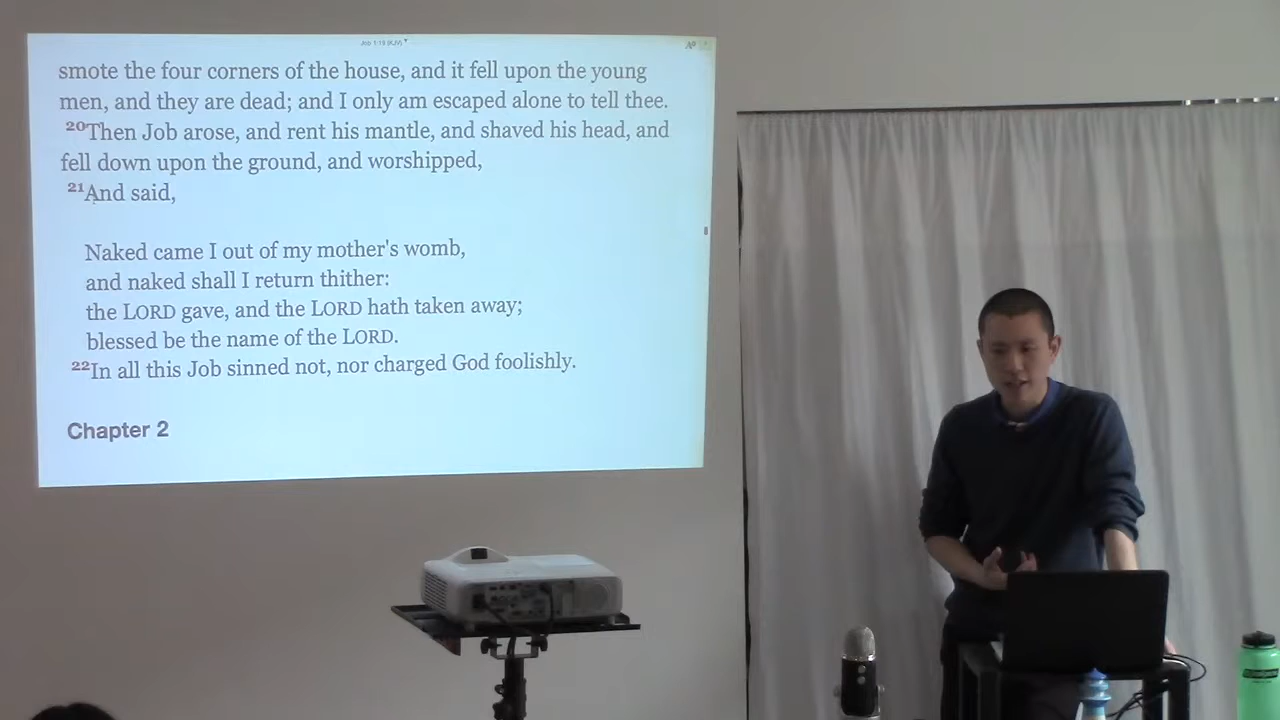 Job 1:19 (KJV)
smote the four corners of the house, and it fell upon the young
men, and they are dead; and I only am escaped alone to tell thee.
20Then Job arose, and rent his mantle, and shaved his head, and
fell down upon the ground, and worshipped,
21And said,
Naked came I out of my mother's womb,
and naked shall I return thither:
the LORD gave, and the LORD hath taken away;
blessed be the name of the LORD.
22In all this Job sinned not, nor charged God foolishly.
Chapter 2